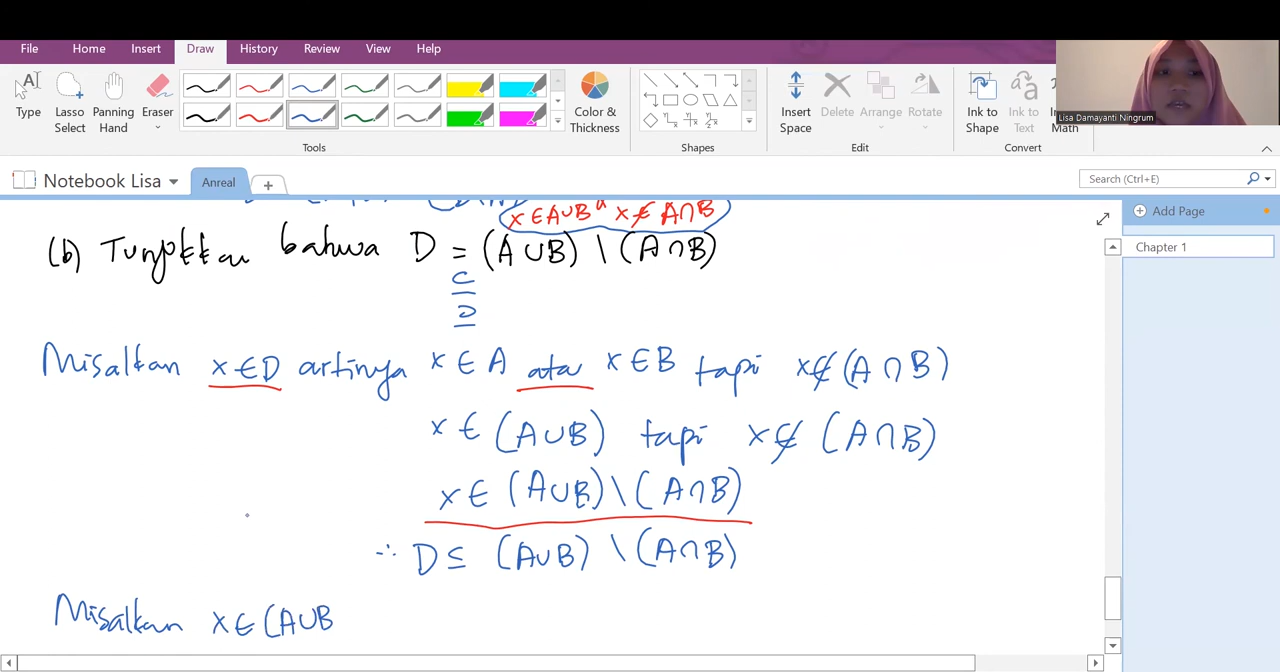 File Home Insert Draw History Review View Help
Type Lasso Select Panning Hand Eraser Color & Thickness Insert Space Delete Arrange Rotate Ink to Shape Ink to Text Math
Tools Shapes Edit Convert
Lisa Damayanti Ningrum
Notebook Lisa Anreal Search (Ctrl+E)
Add Page
Chapter 1
x ∈ A∪B x ∉ A∩B
(b) Tunjukkan bahwa D = (A ∪ B) \ (A ∩ B)
⊆
⊇
Misalkan x ∈ D artinya x ∈ A atau x ∈ B tapi x ∉ (A ∩ B)
x ∈ (A∪B) tapi x ∉ (A ∩ B)
x ∈ (A∪B) \ (A∩B)
∴ D ⊆ (A∪B) \ (A∩B)
Misalkan x ∈ (A∪B